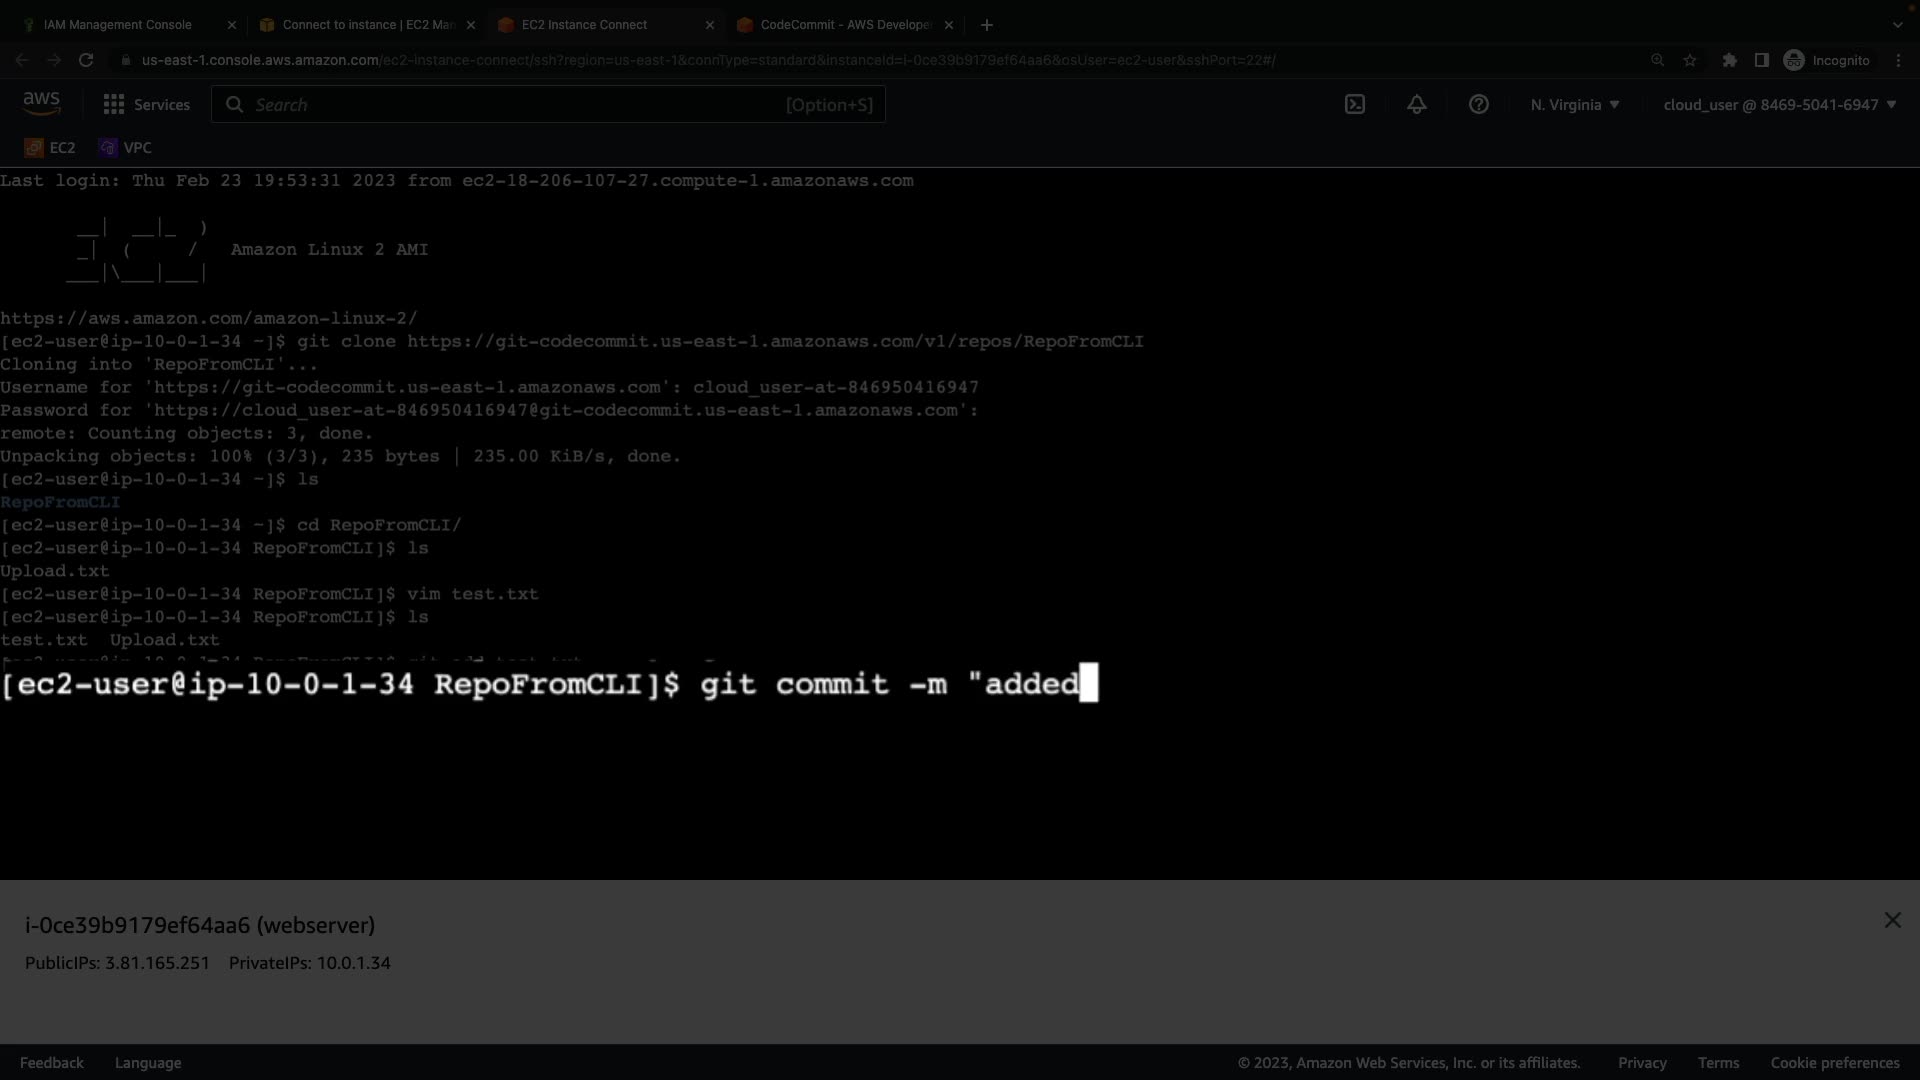 IAM Management Console
Connect to instance | EC2 Man
EC2 Instance Connect
CodeCommit - AWS Develope
us-east-1.console.aws.amazon.com/ec2-instance-connect/ssh?region=us-east-1&connType=standard&instanceId=i-0ce39b9179ef64aa6&osUser=ec2-user&sshPort=22#/
Incognito
aws
Services
Search
[Option+S]
N. Virginia
cloud_user @ 8469-5041-6947
EC2
VPC
Last login: Thu Feb 23 19:53:31 2023 from ec2-18-206-107-27.compute-1.amazonaws.com
Amazon Linux 2 AMI
https://aws.amazon.com/amazon-linux-2/
[ec2-user@ip-10-0-1-34 ~]$ git clone https://git-codecommit.us-east-1.amazonaws.com/v1/repos/RepoFromCLI
Cloning into 'RepoFromCLI'...
Username for 'https://git-codecommit.us-east-1.amazonaws.com': cloud_user-at-846950416947
Password for 'https://cloud_user-at-846950416947@git-codecommit.us-east-1.amazonaws.com':
remote: Counting objects: 3, done.
Unpacking objects: 100% (3/3), 235 bytes | 235.00 KiB/s, done.
[ec2-user@ip-10-0-1-34 ~]$ ls
RepoFromCLI
[ec2-user@ip-10-0-1-34 ~]$ cd RepoFromCLI/
[ec2-user@ip-10-0-1-34 RepoFromCLI]$ ls
Upload.txt
[ec2-user@ip-10-0-1-34 RepoFromCLI]$ vim test.txt
[ec2-user@ip-10-0-1-34 RepoFromCLI]$ ls
test.txt  Upload.txt
[ec2-user@ip-10-0-1-34 RepoFromCLI]$ git commit -m "added
i-0ce39b9179ef64aa6 (webserver)
PublicIPs: 3.81.165.251 PrivateIPs: 10.0.1.34
Feedback
Language
© 2023, Amazon Web Services, Inc. or its affiliates.
Privacy
Terms
Cookie preferences